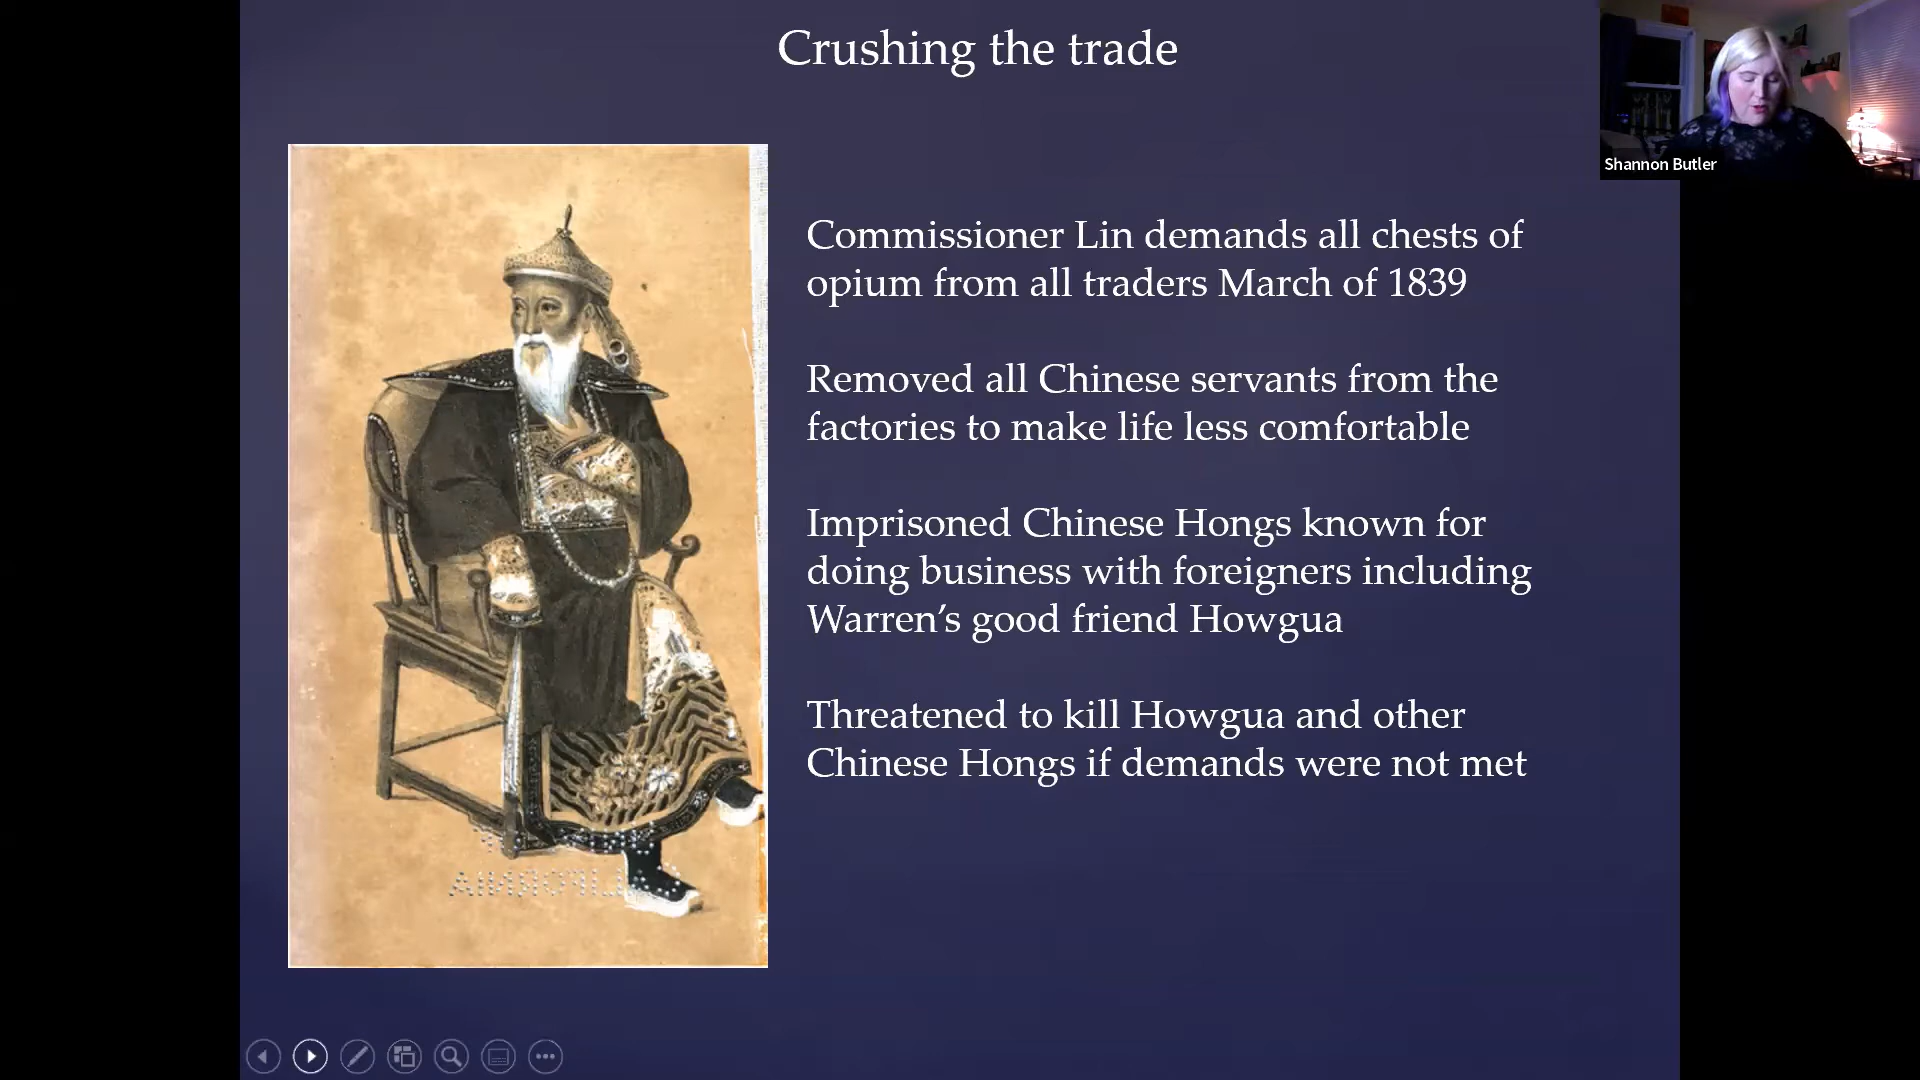 Crushing the trade
Shannon Butler
Commissioner Lin demands all chests of
opium from all traders March of 1839
Removed all Chinese servants from the
factories to make life less comfortable
Imprisoned Chinese Hongs known for
doing business with foreigners including
Warren’s good friend Howgua
Threatened to kill Howgua and other
Chinese Hongs if demands were not met